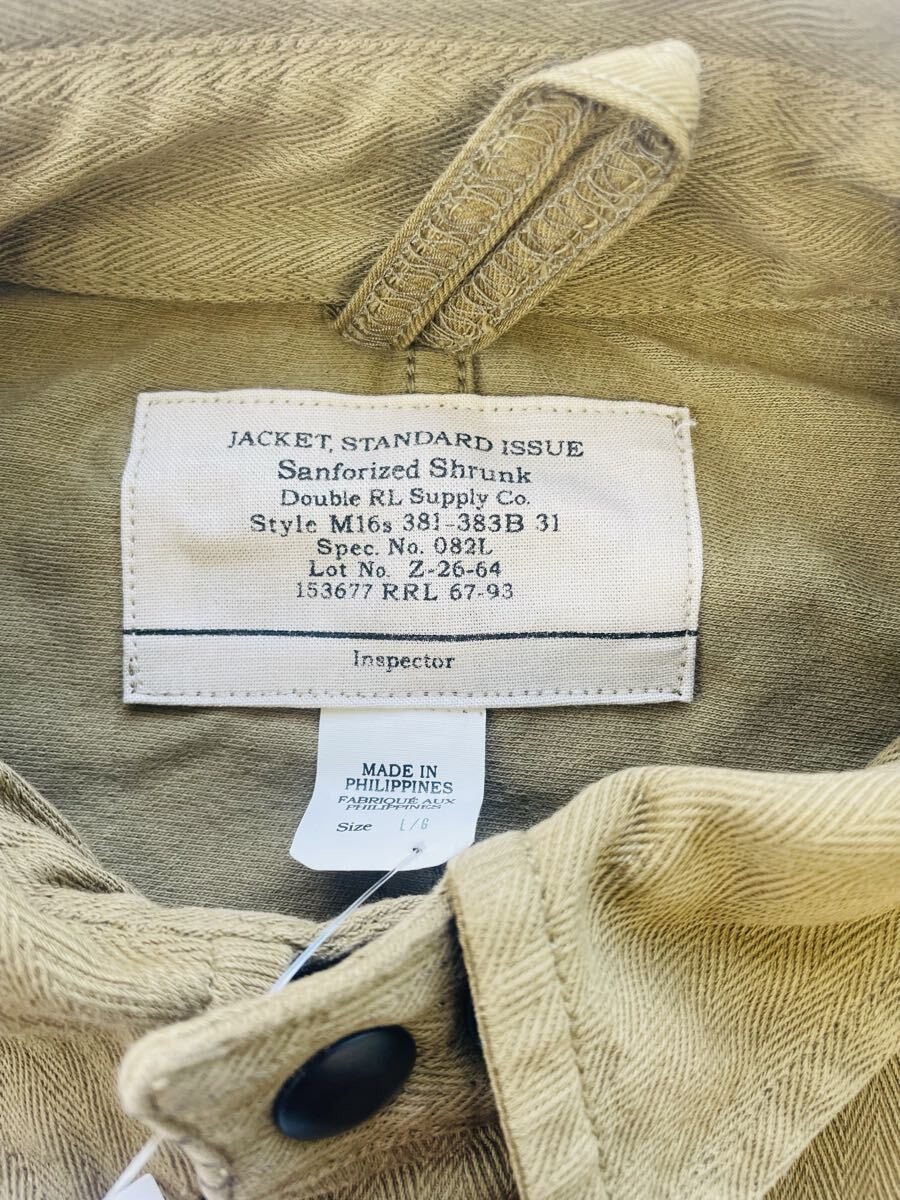 JACKET, STANDARD ISSUE
Sanforized Shrunk
Double RL Supply Co.
Style M16s 381-383B 31
Spec. No. 082L
Lot No. Z-26-64
153677 RRL 67-93
Inspector
MADE IN
PHILIPPINES
FABRIQUÉ AUX
PHILIPPINES
Size L/G